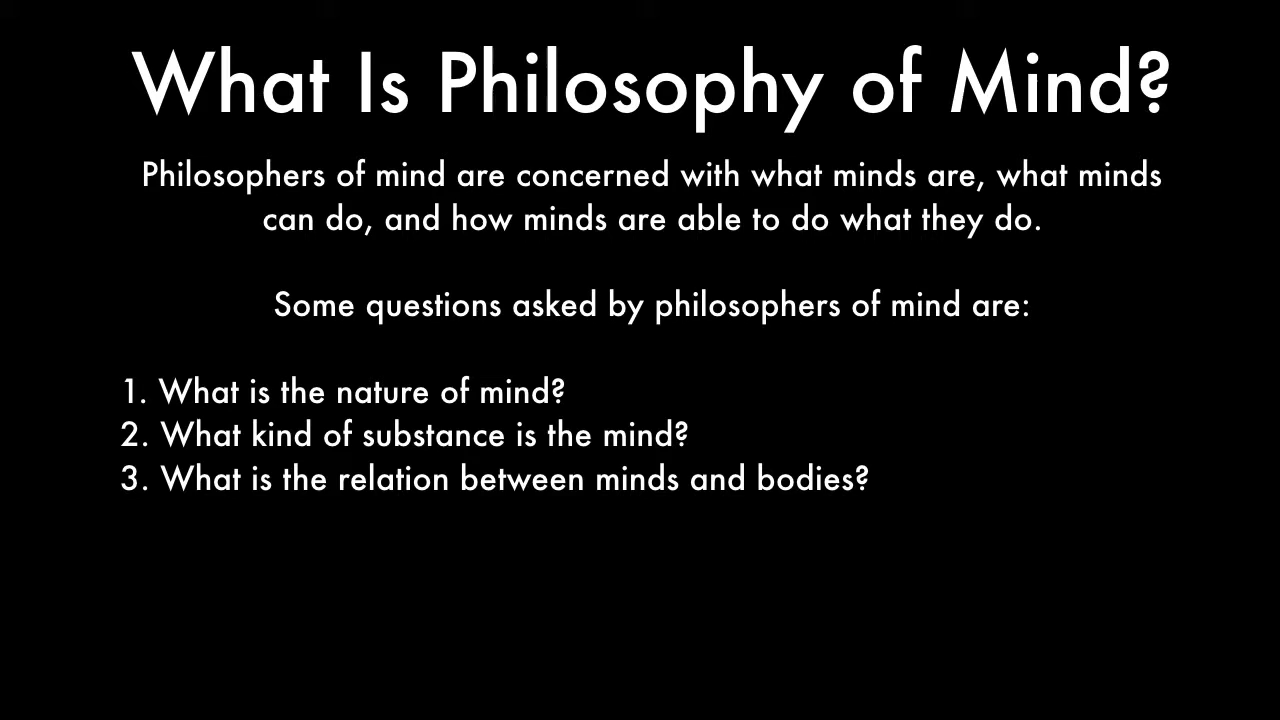 What Is Philosophy of Mind?
Philosophers of mind are concerned with what minds are, what minds
can do, and how minds are able to do what they do.
Some questions asked by philosophers of mind are:
1. What is the nature of mind?
2. What kind of substance is the mind?
3. What is the relation between minds and bodies?